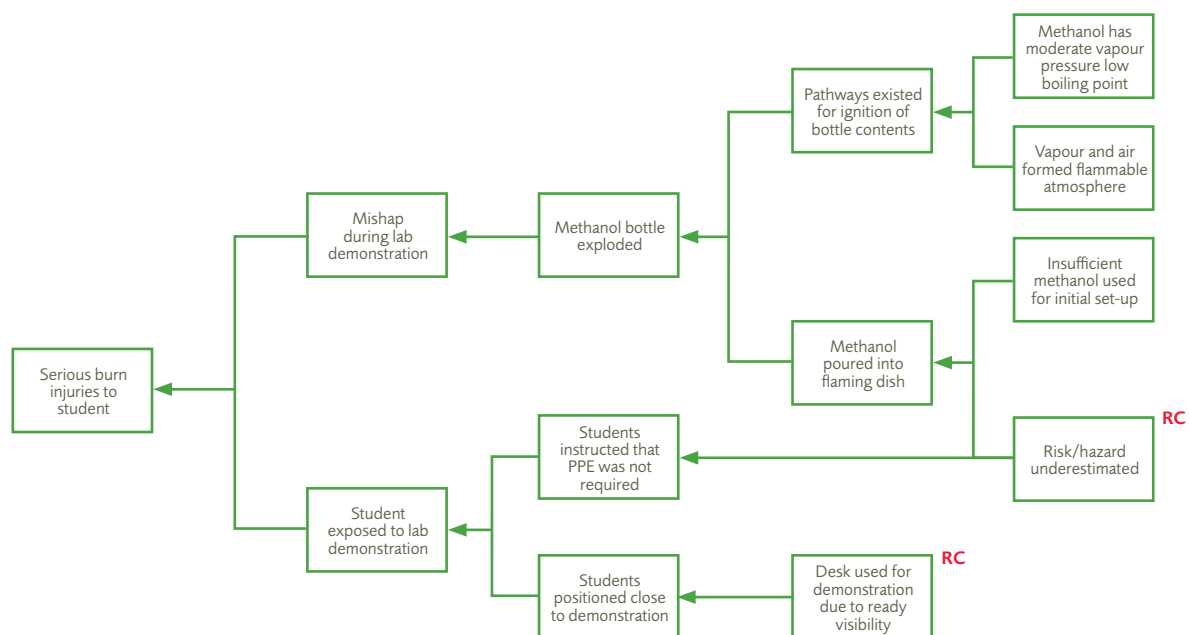 Methanol has
moderate vapour
pressure low
boiling point
Pathways existed
for ignition of
bottle contents
Vapour and air
formed flammable
atmosphere
Mishap
during lab
demonstration
Methanol bottle
exploded
Insufficient
methanol used
for initial set-up
Methanol
poured into
flaming dish
Serious burn
injuries to
student
Students
instructed that
PPE was not
required
RC
Risk/hazard
underestimated
Student
exposed to lab
demonstration
Students
positioned close
to demonstration
RC
Desk used for
demonstration
due to ready
visibility